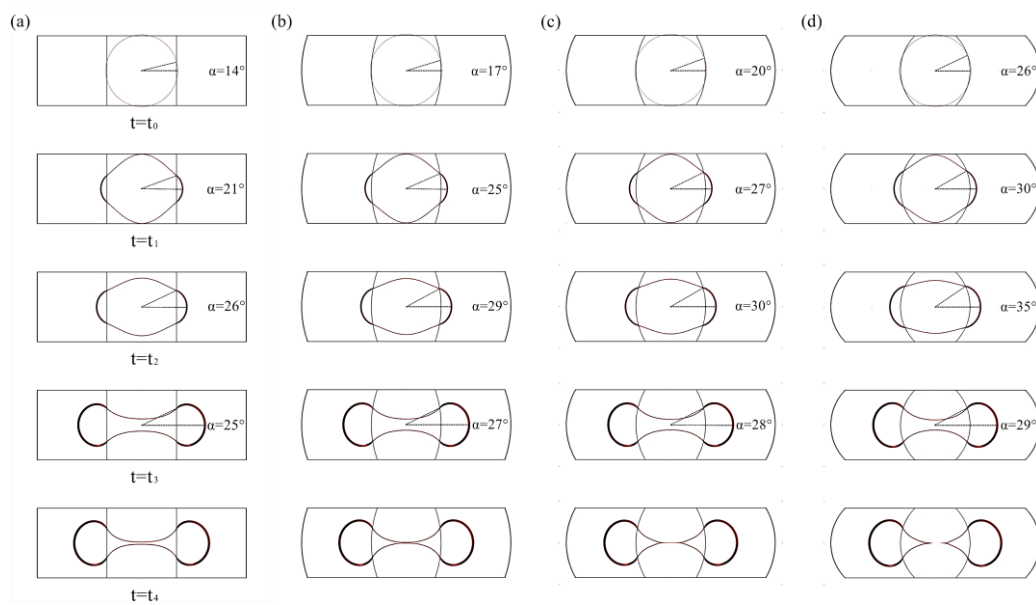 (a) (b) (c) (d)
α=14° α=17° α=20° α=26°
t=t₀
α=21° α=25° α=27° α=30°
t=t₁
α=26° α=29° α=30° α=35°
t=t₂
α=25° α=27° α=28° α=29°
t=t₃
t=t₄